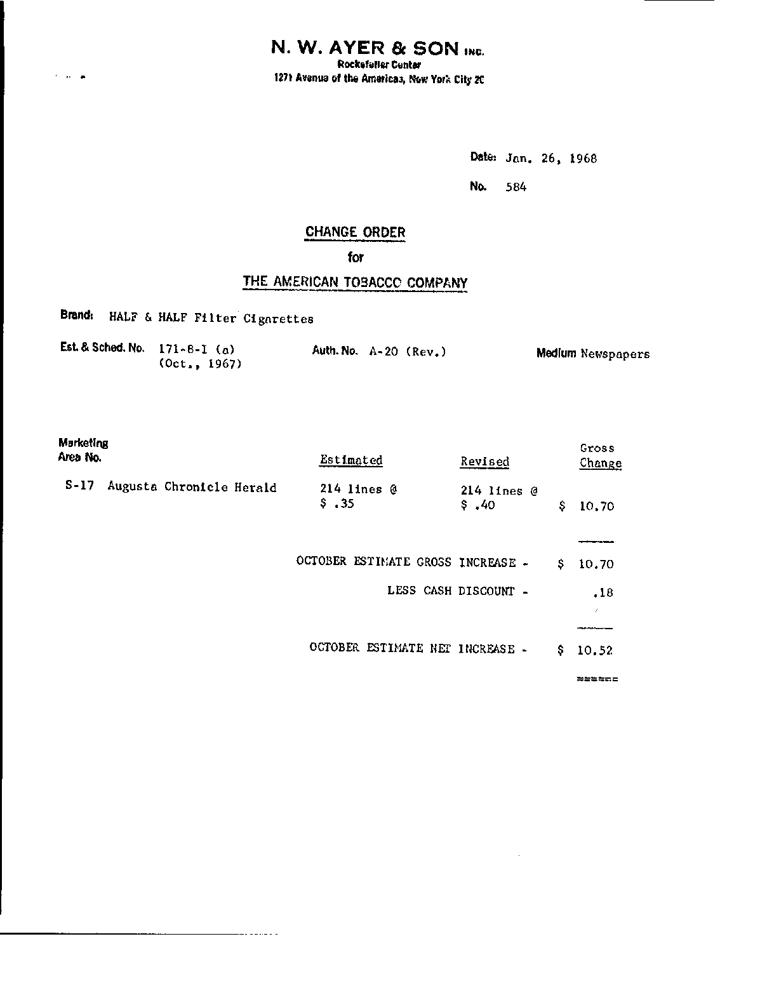 N. W. AYER & SON INC.
Rockefeller Center
1271 Avenue of the Americas, New York City 20
Date: Jan. 26, 1968
No. 584
CHANGE ORDER
for
THE AMERICAN TOBACCO COMPANY
Brand: HALF & HALF Filter Cigarettes
Est. & Sched. No. 171-8-I (a) Auth. No. A-20 (Rev.) Medium Newspapers
(Oct., 1967)
Marketing
Area No. Estimated Revised Gross Change
S-17 Augusta Chronicle Herald 214 lines @ 214 lines @
$ .35 $ .40 $ 10.70
OCTOBER ESTIMATE GROSS INCREASE - $ 10.70
LESS CASH DISCOUNT - .18
OCTOBER ESTIMATE NET INCREASE - $ 10.52
======